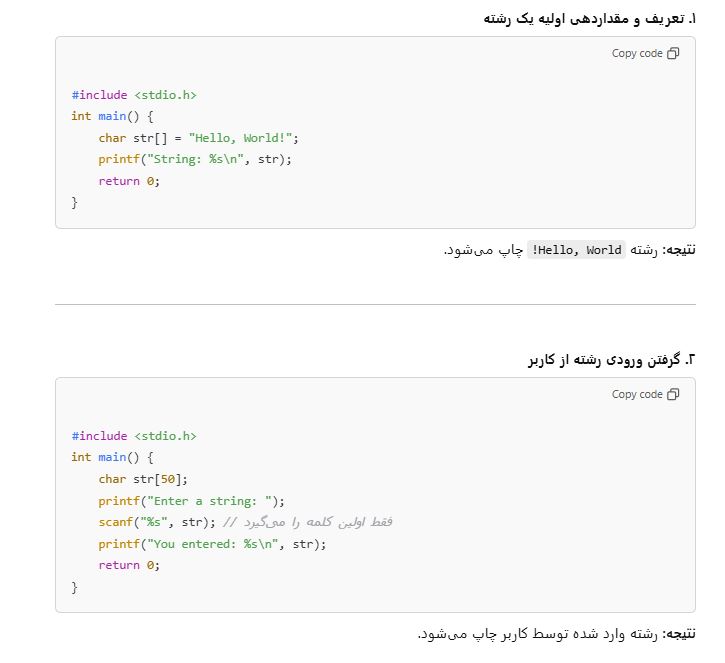 ۱. تعریف و مقداردهی اولیه یک رشته
Copy code
#include <stdio.h>
int main() {
    char str[] = "Hello, World!";
    printf("String: %s\n", str);
    return 0;
}
نتیجه: رشته Hello, World! چاپ می‌شود.
۲. گرفتن ورودی رشته از کاربر
Copy code
#include <stdio.h>
int main() {
    char str[50];
    printf("Enter a string: ");
    scanf("%s", str); // فقط اولین کلمه را می‌گیرد
    printf("You entered: %s\n", str);
    return 0;
}
نتیجه: رشته وارد شده توسط کاربر چاپ می‌شود.